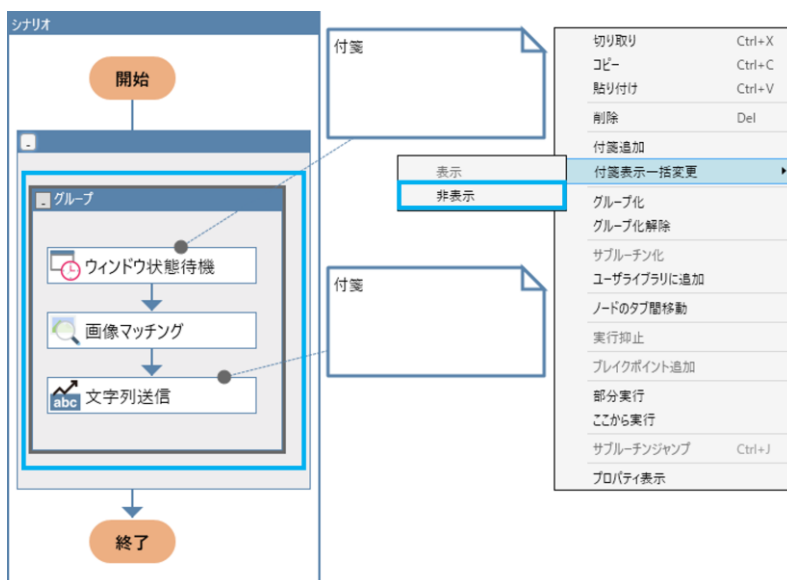 シナリオ
開始
-
- グループ
ウィンドウ状態待機
画像マッチング
abc 文字列送信
終了
付箋
付箋
表示
非表示
切り取り Ctrl+X
コピー Ctrl+C
貼り付け Ctrl+V
削除 Del
付箋追加
付箋表示一括変更
グループ化
グループ化解除
サブルーチン化
ユーザライブラリに追加
ノードのタブ間移動
実行抑止
ブレイクポイント追加
部分実行
ここから実行
サブルーチンジャンプ Ctrl+J
プロパティ表示